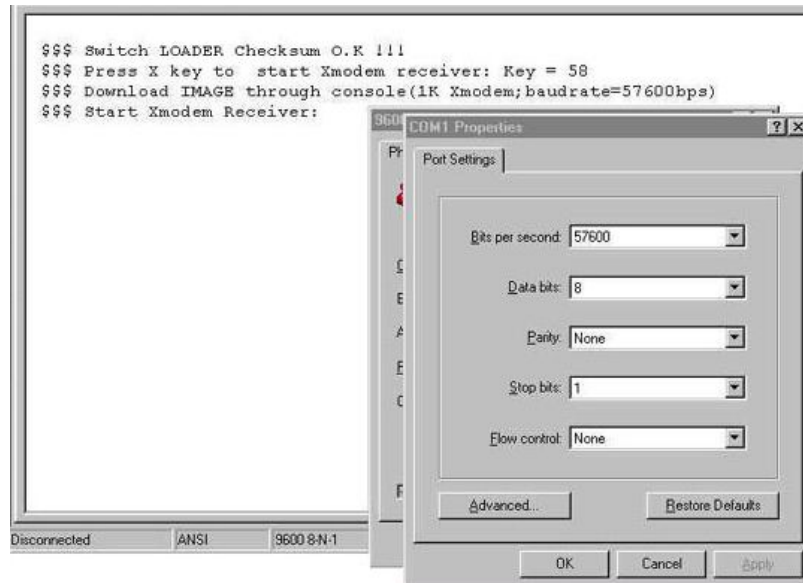 $$$ Switch LOADER Checksum O.K !!!
$$$ Press X key to start Xmodem receiver: Key = 58
$$$ Download IMAGE through console(1K Xmodem;baudrate=57600bps)
$$$ Start Xmodem Receiver:
960
COM1 Properties
Ph
Port Settings
Bits per second: 57600
Data bits: 8
Parity: None
Stop bits: 1
Flow control: None
Advanced...
Restore Defaults
Disconnected
ANSI
9600 8-N-1
OK
Cancel
Apply